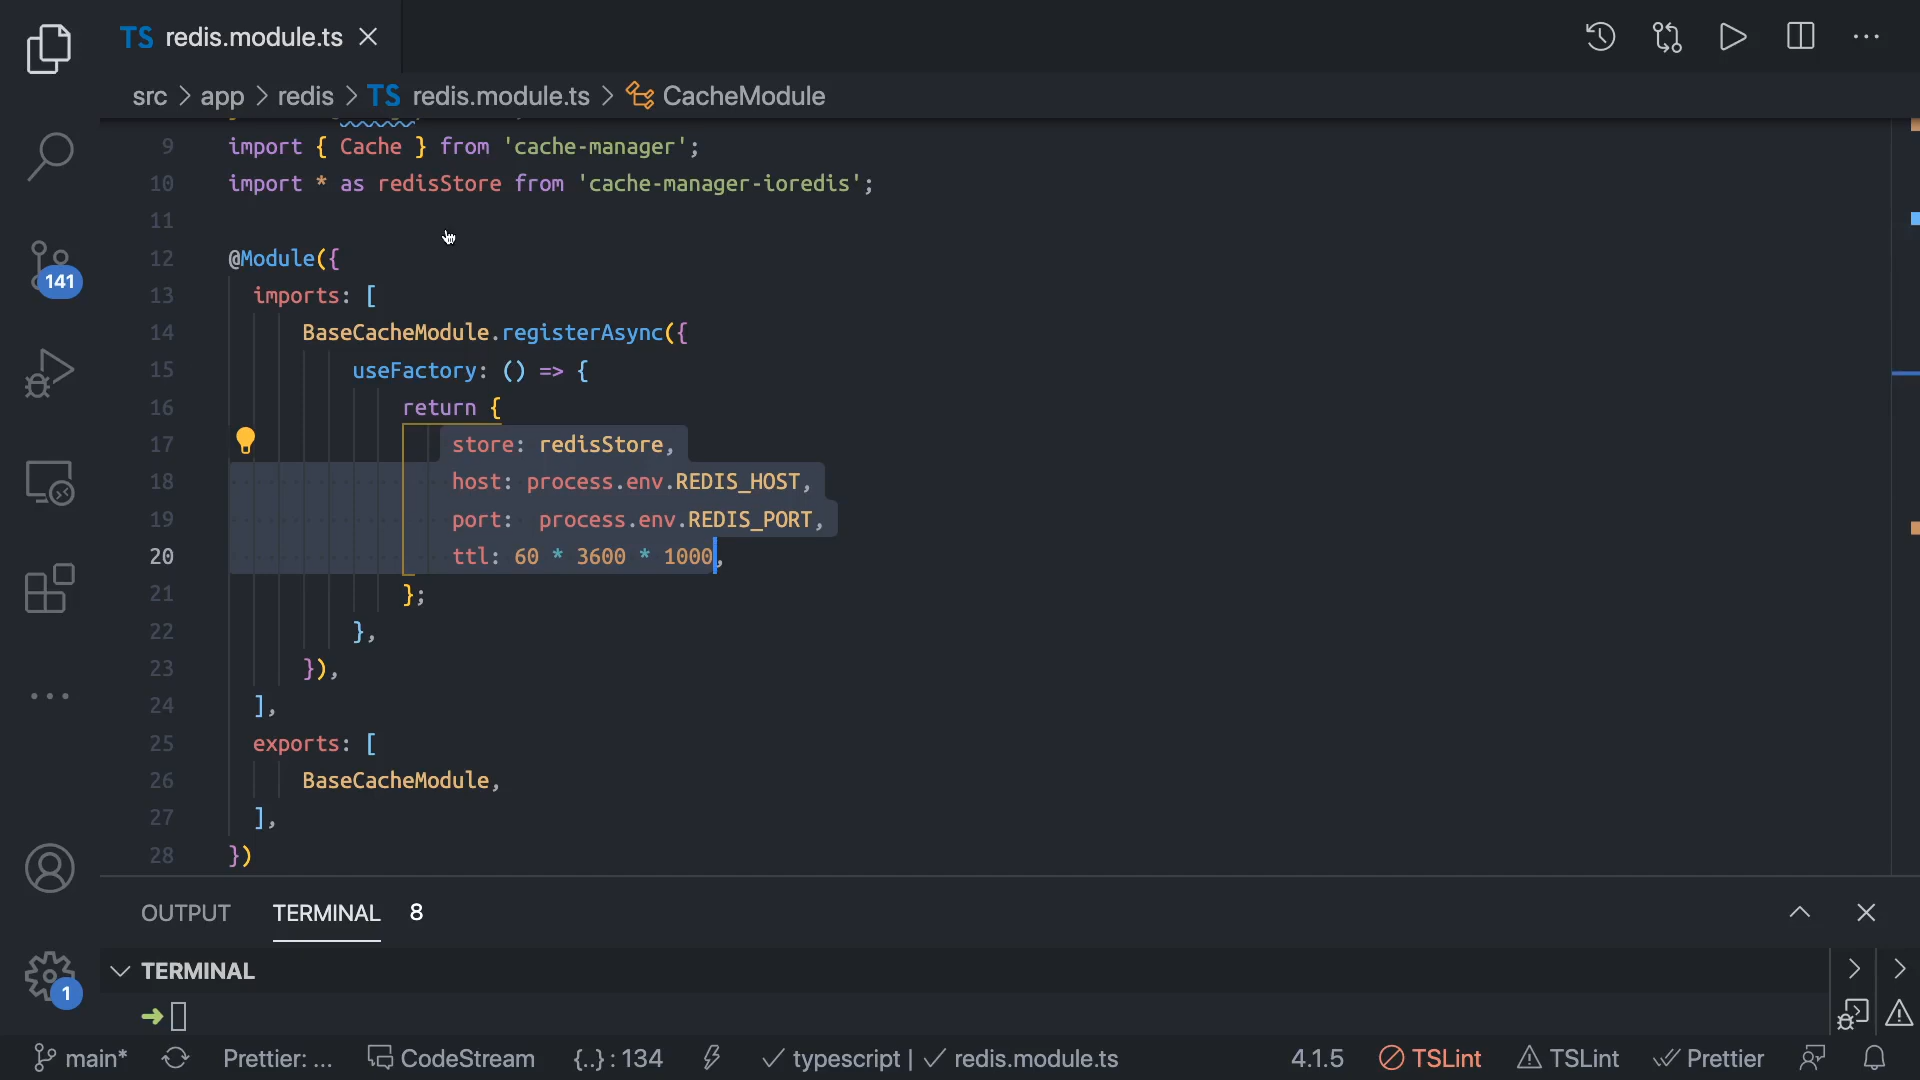 TS redis.module.ts
src > app > redis > TS redis.module.ts > CacheModule
9 import { Cache } from 'cache-manager';
10 import * as redisStore from 'cache-manager-ioredis';
11
12 @Module({
13 imports: [
14 BaseCacheModule.registerAsync({
15 useFactory: () => {
16 return {
17 store: redisStore,
18 host: process.env.REDIS_HOST,
19 port:  process.env.REDIS_PORT,
20 ttl: 60 * 3600 * 1000,
21 };
22 },
23 }),
24 ],
25 exports: [
26 BaseCacheModule,
27 ],
28 })
141
OUTPUT TERMINAL 8
TERMINAL
1
main* Prettier: ... CodeStream {..} : 134 typescript | redis.module.ts 4.1.5 TSLint TSLint Prettier